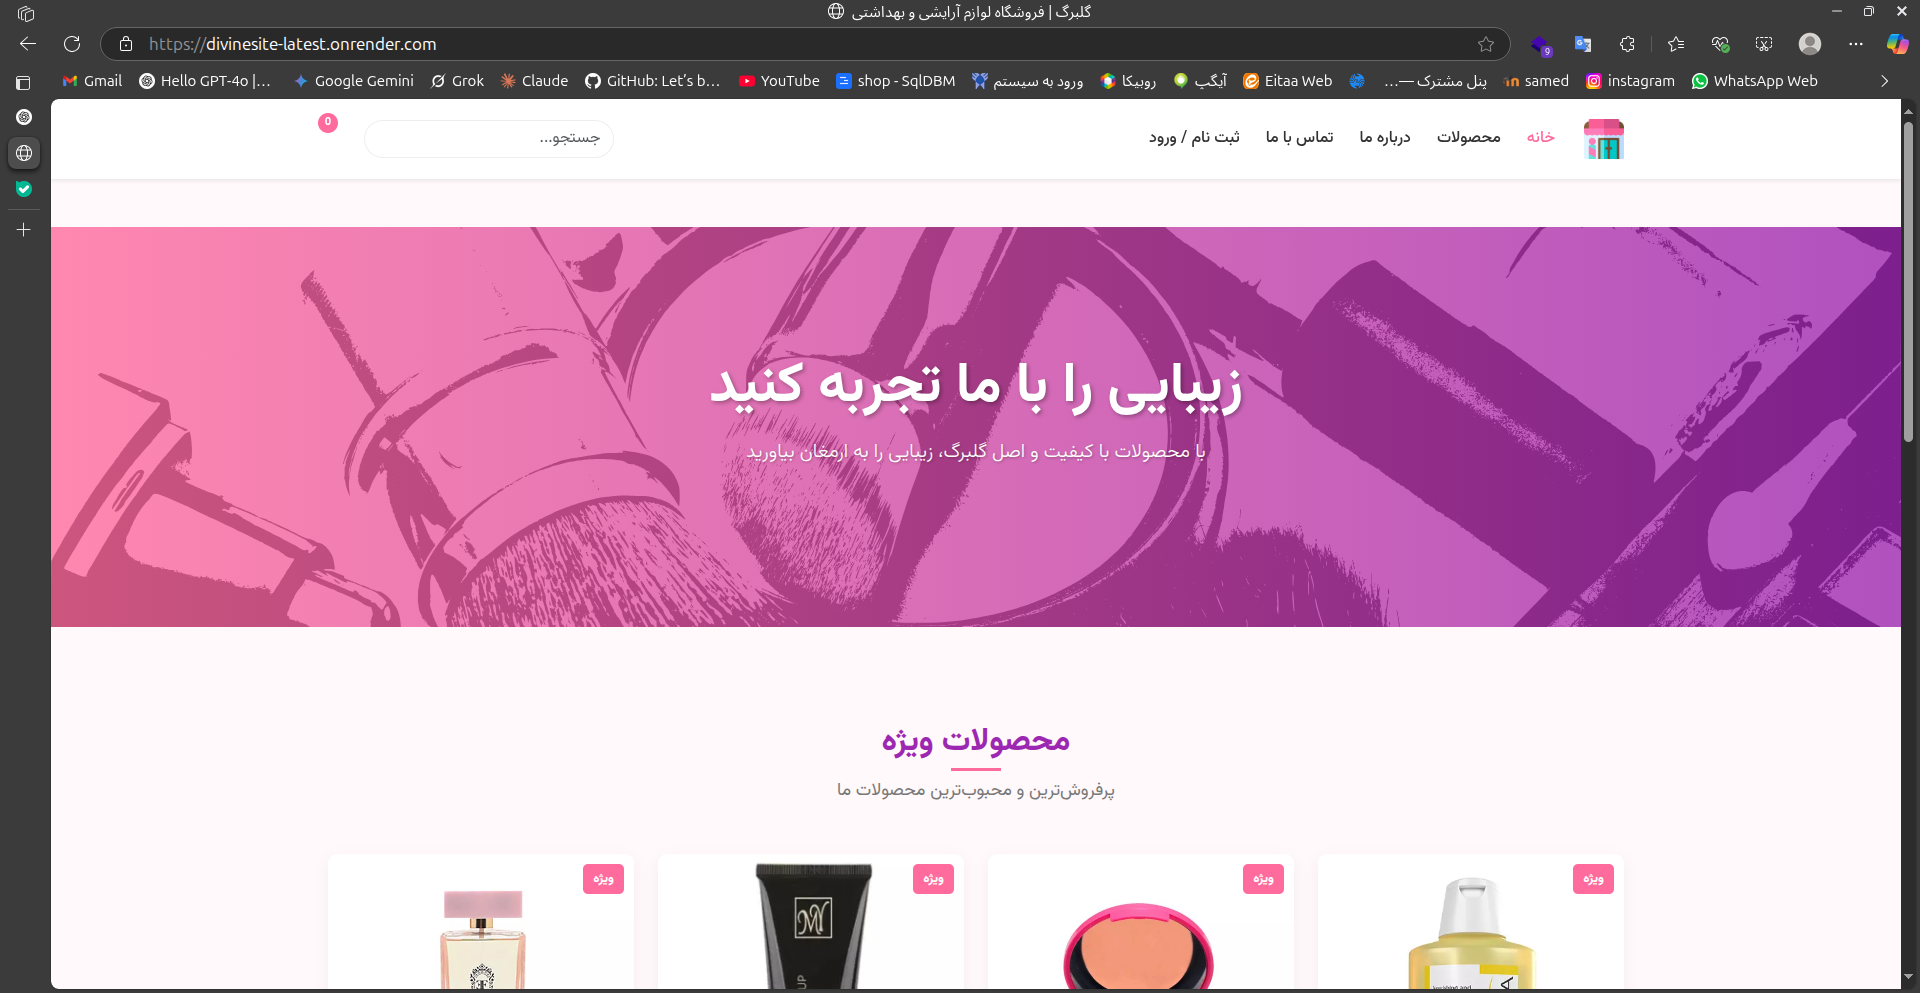 گلبرگ | فروشگاه لوازم آرایشی و بهداشتی
https://divinesite-latest.onrender.com
9
Gmail
Hello GPT-4o |...
Google Gemini
Grok
Claude
GitHub: Let's b...
YouTube
shop - SqlDBM
ورود به سیستم
روبیکا
آیگپ
Eitaa Web
پنل مشترک —...
samed
instagram
WhatsApp Web
خانه
محصولات
درباره ما
تماس با ما
ثبت نام / ورود
جستجو...
0
زیبایی را با ما تجربه کنید
با محصولات با کیفیت و اصل گلبرگ، زیبایی را به ارمغان بیاورید
محصولات ویژه
پرفروش‌ترین و محبوب‌ترین محصولات ما
ویژه
ویژه
ویژه
ویژه
MY
UP